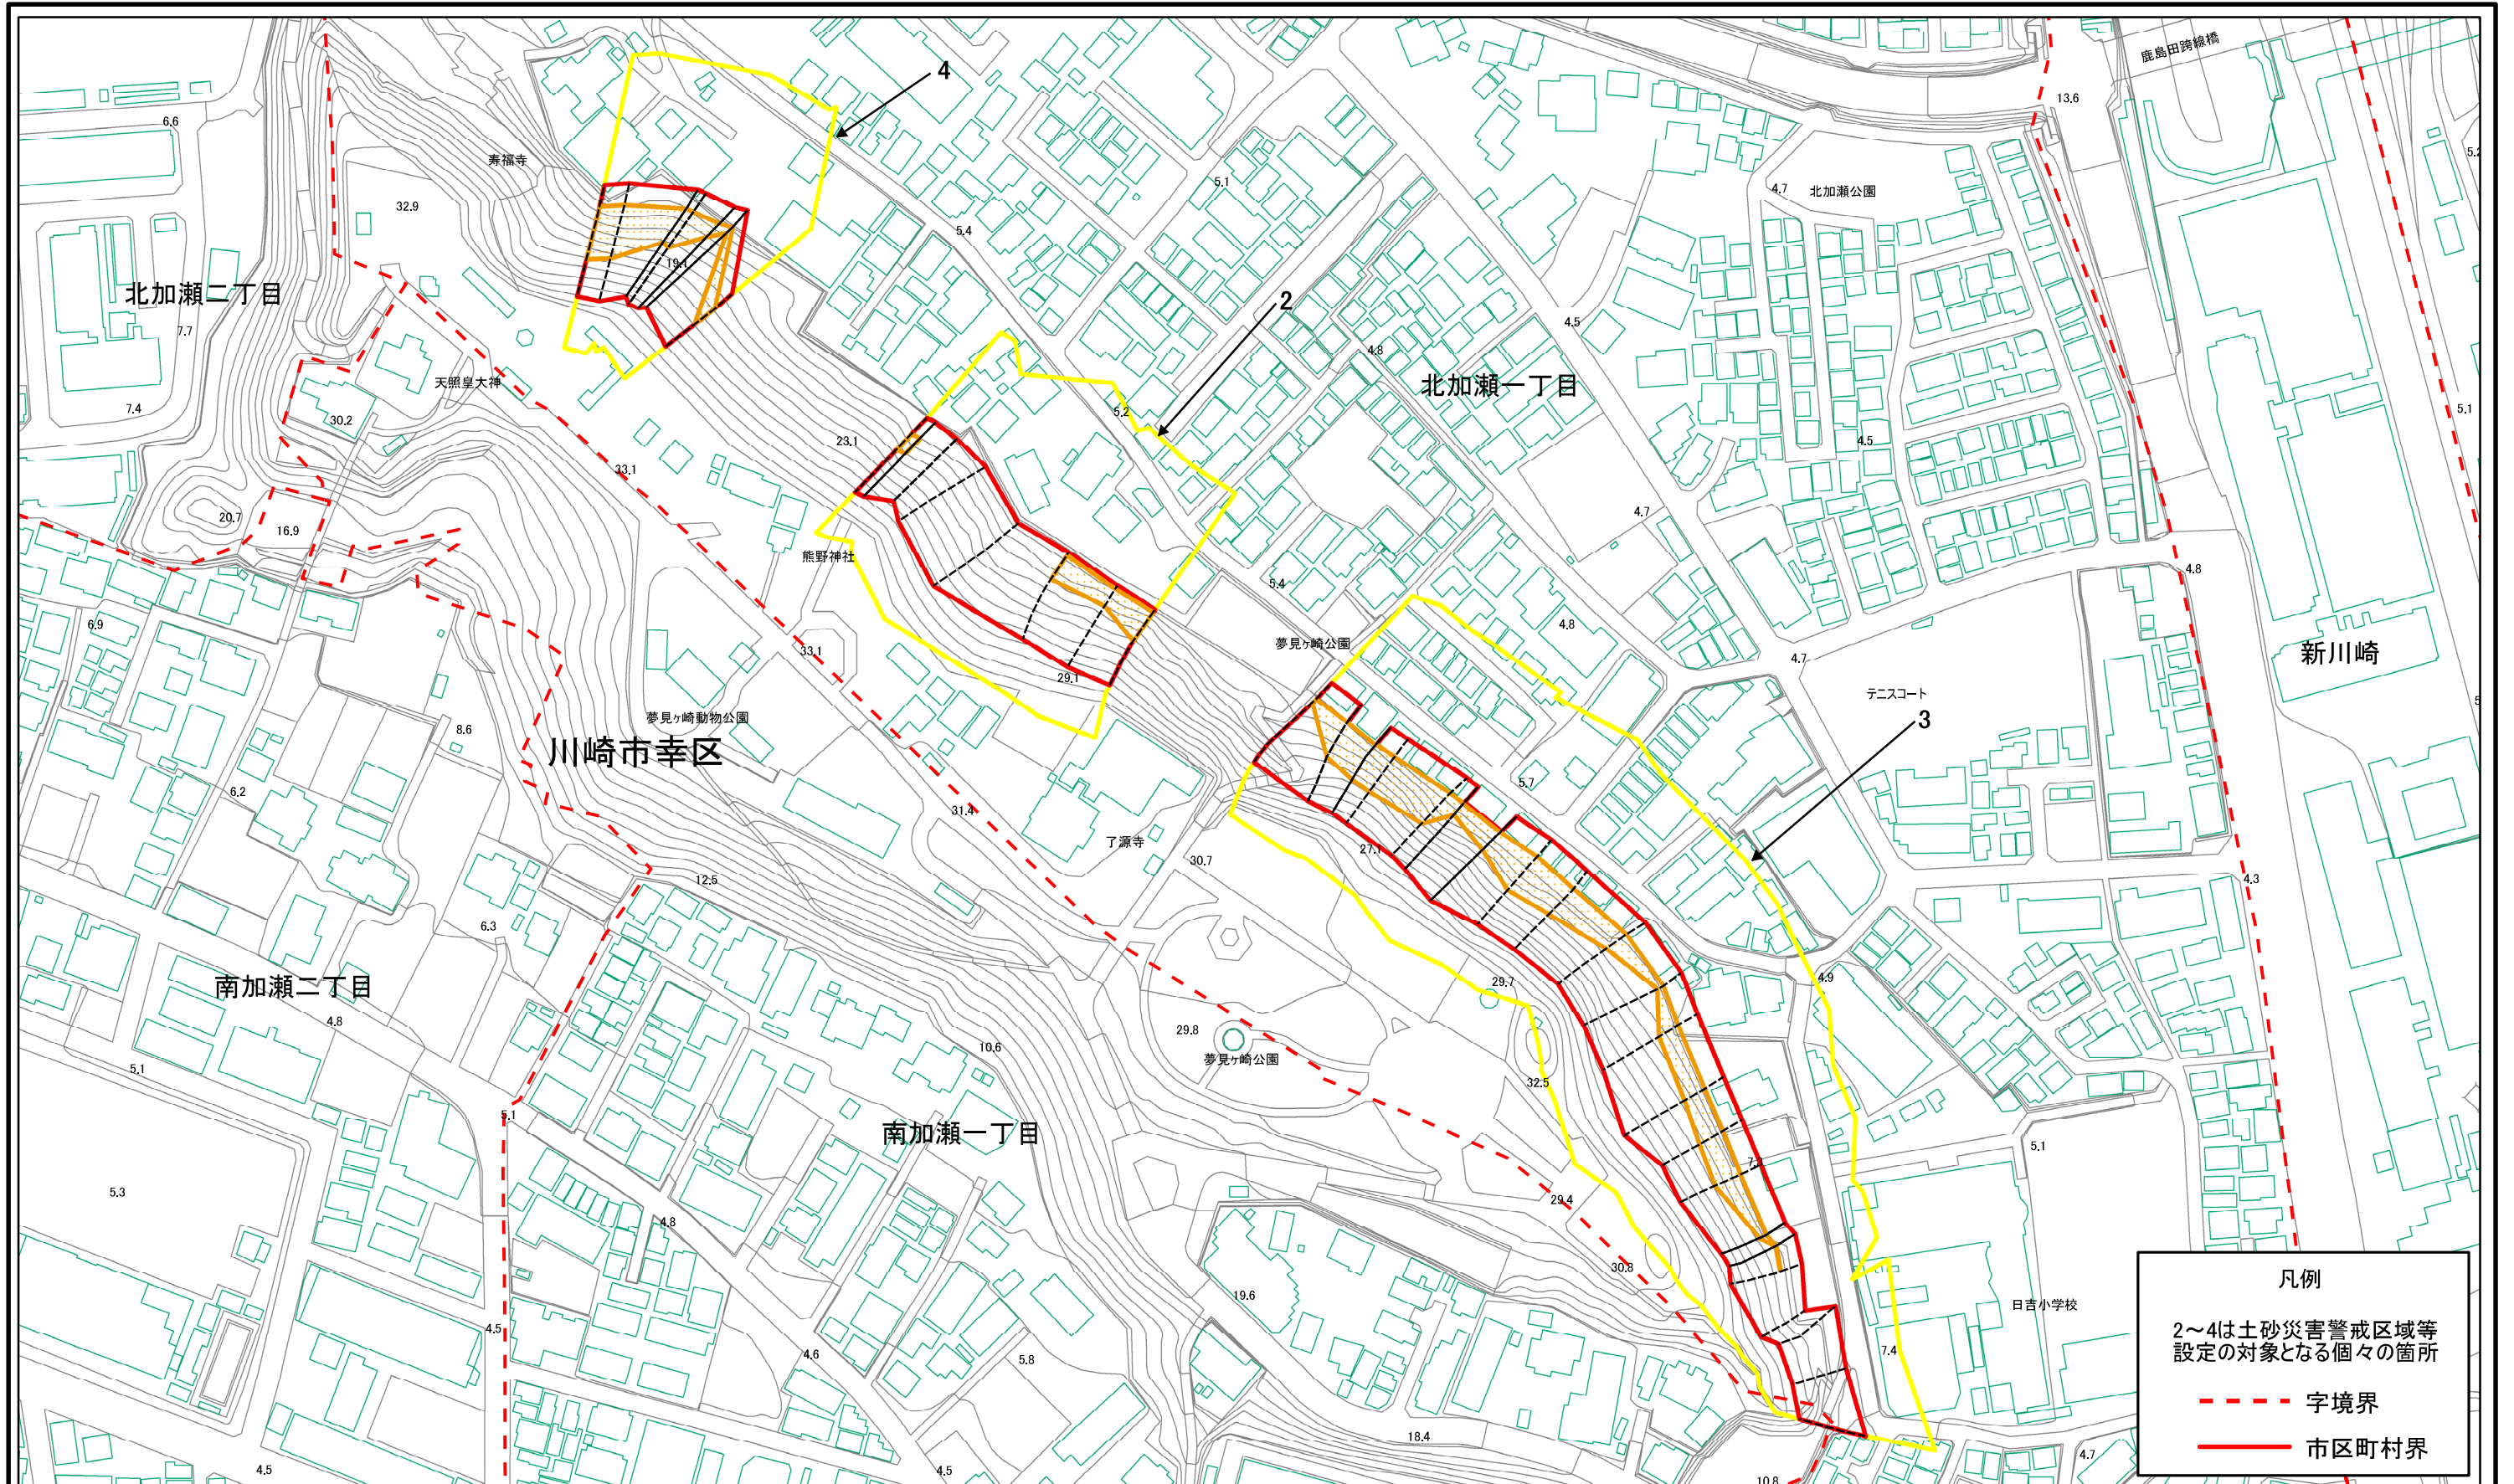 鹿島田跨線橋
4
13.6
6.6
5.2
寿福寺
5.1
4.7
北加瀬公園
32.9
5.4
19.1
北加瀬二丁目
2
7.7
4.5
4.8
天照皇大神
北加瀬一丁目
7.4
5.2
5.1
30.2
23.1
4.5
33.1
4.7
20.7
16.9
熊野神社
4.8
5.4
6.9
4.8
夢見ヶ崎公園
33.1
新川崎
4.7
29.1
テニスコート
夢見ヶ崎動物公園
3
8.6
川崎市幸区
5.7
6.2
31.4
了源寺
27.1
30.7
12.5
4.3
6.3
4.9
29.7
南加瀬二丁目
4.8
29.8
10.6
夢見ヶ崎公園
5.1
32.5
5.1
南加瀬一丁目
5.1
5.3
29.4
4.8
30.8
凡例
19.6
日吉小学校
2～4は土砂災害警戒区域等
設定の対象となる個々の箇所
4.5
7.4
4.6
5.8
字境界
18.4
市区町村界
4.7
4.5
4.5
10.8